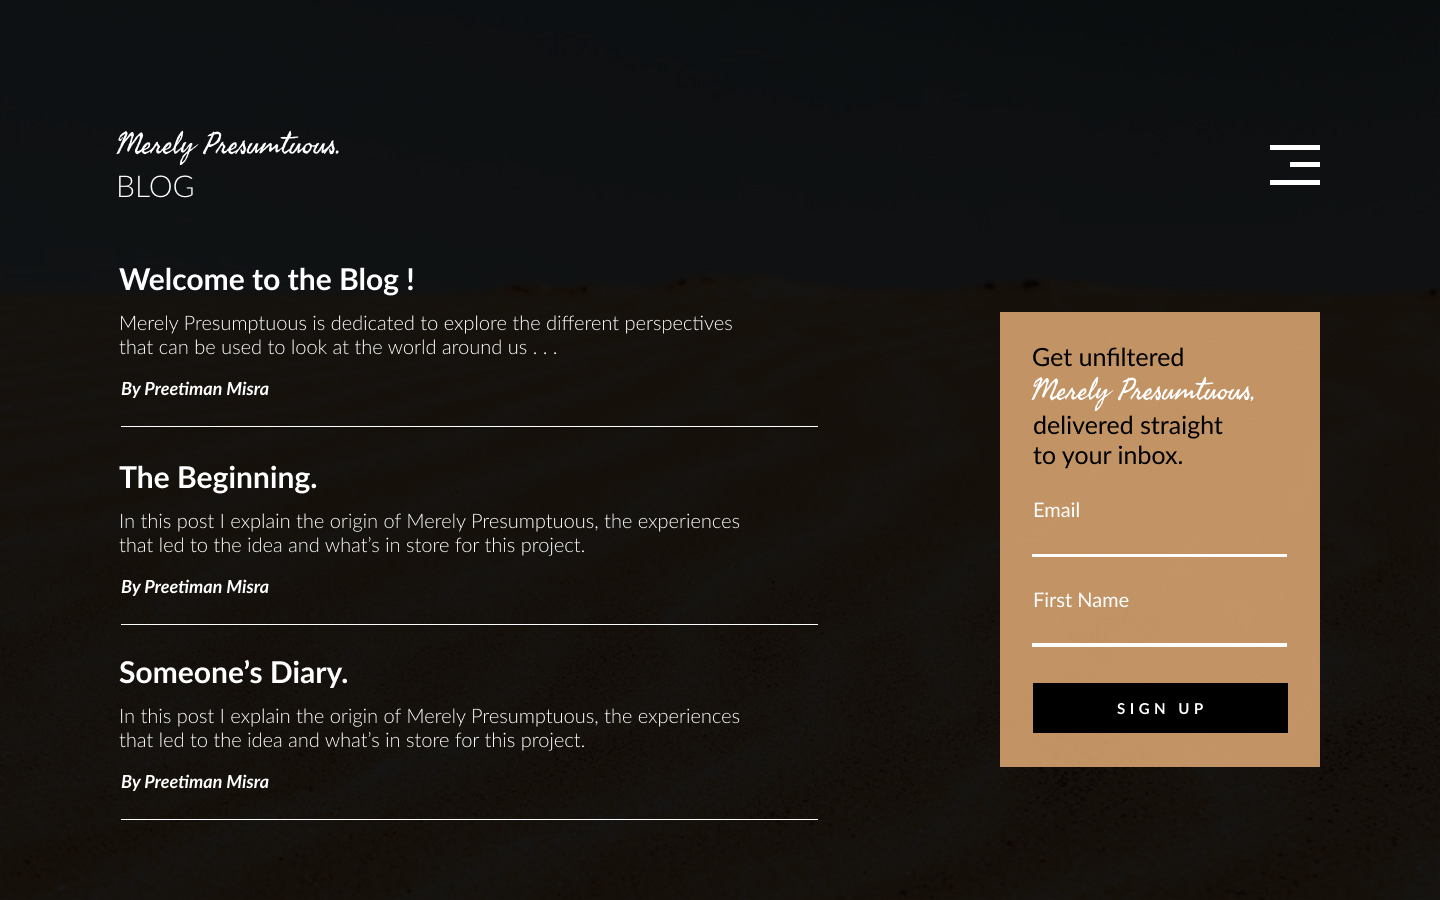 Merely Presumtuous.
BLOG
Welcome to the Blog !
Merely Presumptuous is dedicated to explore the different perspectives
that can be used to look at the world around us . . .
By Preetiman Misra
The Beginning.
In this post I explain the origin of Merely Presumptuous, the experiences
that led to the idea and what’s in store for this project.
By Preetiman Misra
Someone’s Diary.
In this post I explain the origin of Merely Presumptuous, the experiences
that led to the idea and what’s in store for this project.
By Preetiman Misra
Get unfiltered
Merely Presumtuous,
delivered straight
to your inbox.
Email
First Name
SIGN UP